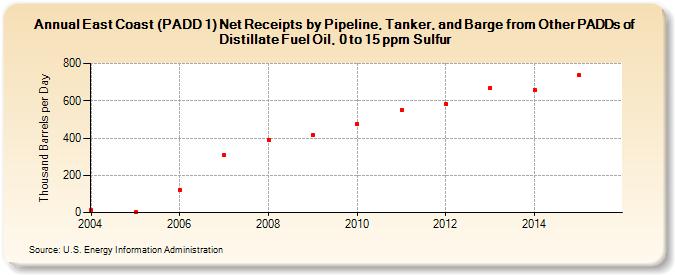 Annual East Coast (PADD 1) Net Receipts by Pipeline, Tanker, and Barge from Other PADDs of
Distillate Fuel Oil, 0 to 15 ppm Sulfur
Thousand Barrels per Day
800
600
400
200
0
2004 2006 2008 2010 2012 2014
Source: U.S. Energy Information Administration